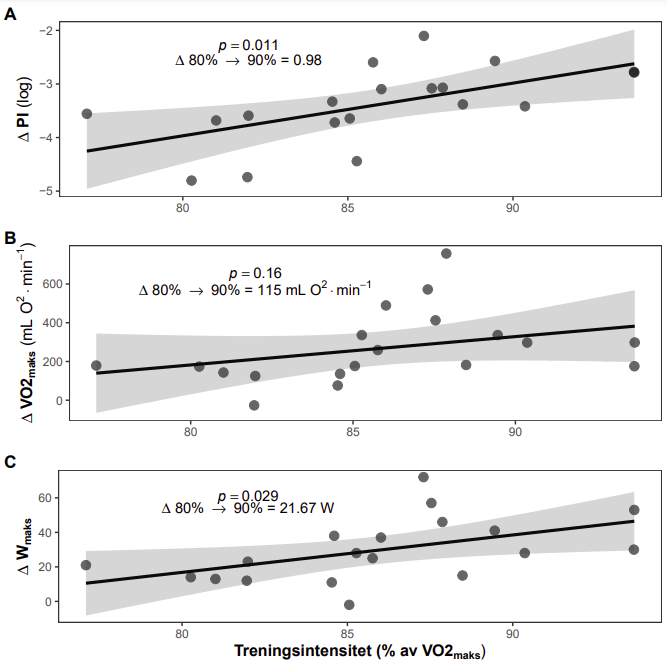 A
Δ PI (log)
−2
−3
−4
−5
p = 0.011
Δ 80% → 90% = 0.98
80
85
90
B
Δ VO2maks (mL O²·min⁻¹)
600
400
200
0
p = 0.16
Δ 80% → 90% = 115 mL O²·min⁻¹
80
85
90
C
Δ Wmaks
60
40
20
0
p = 0.029
Δ 80% → 90% = 21.67 W
80
85
90
Treningsintensitet (% av VO2maks)